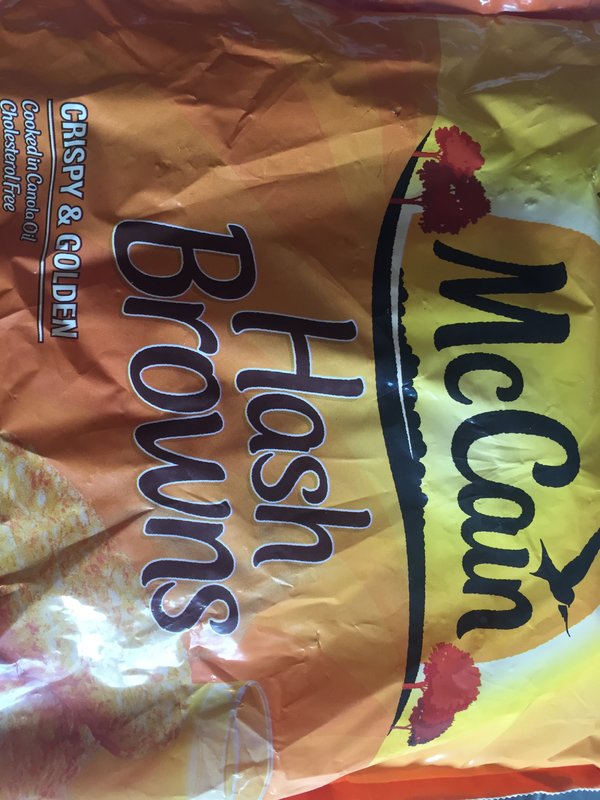 McCain
Hash
Browns
CRISPY & GOLDEN
Cooked in Canola Oil
Cholesterol Free